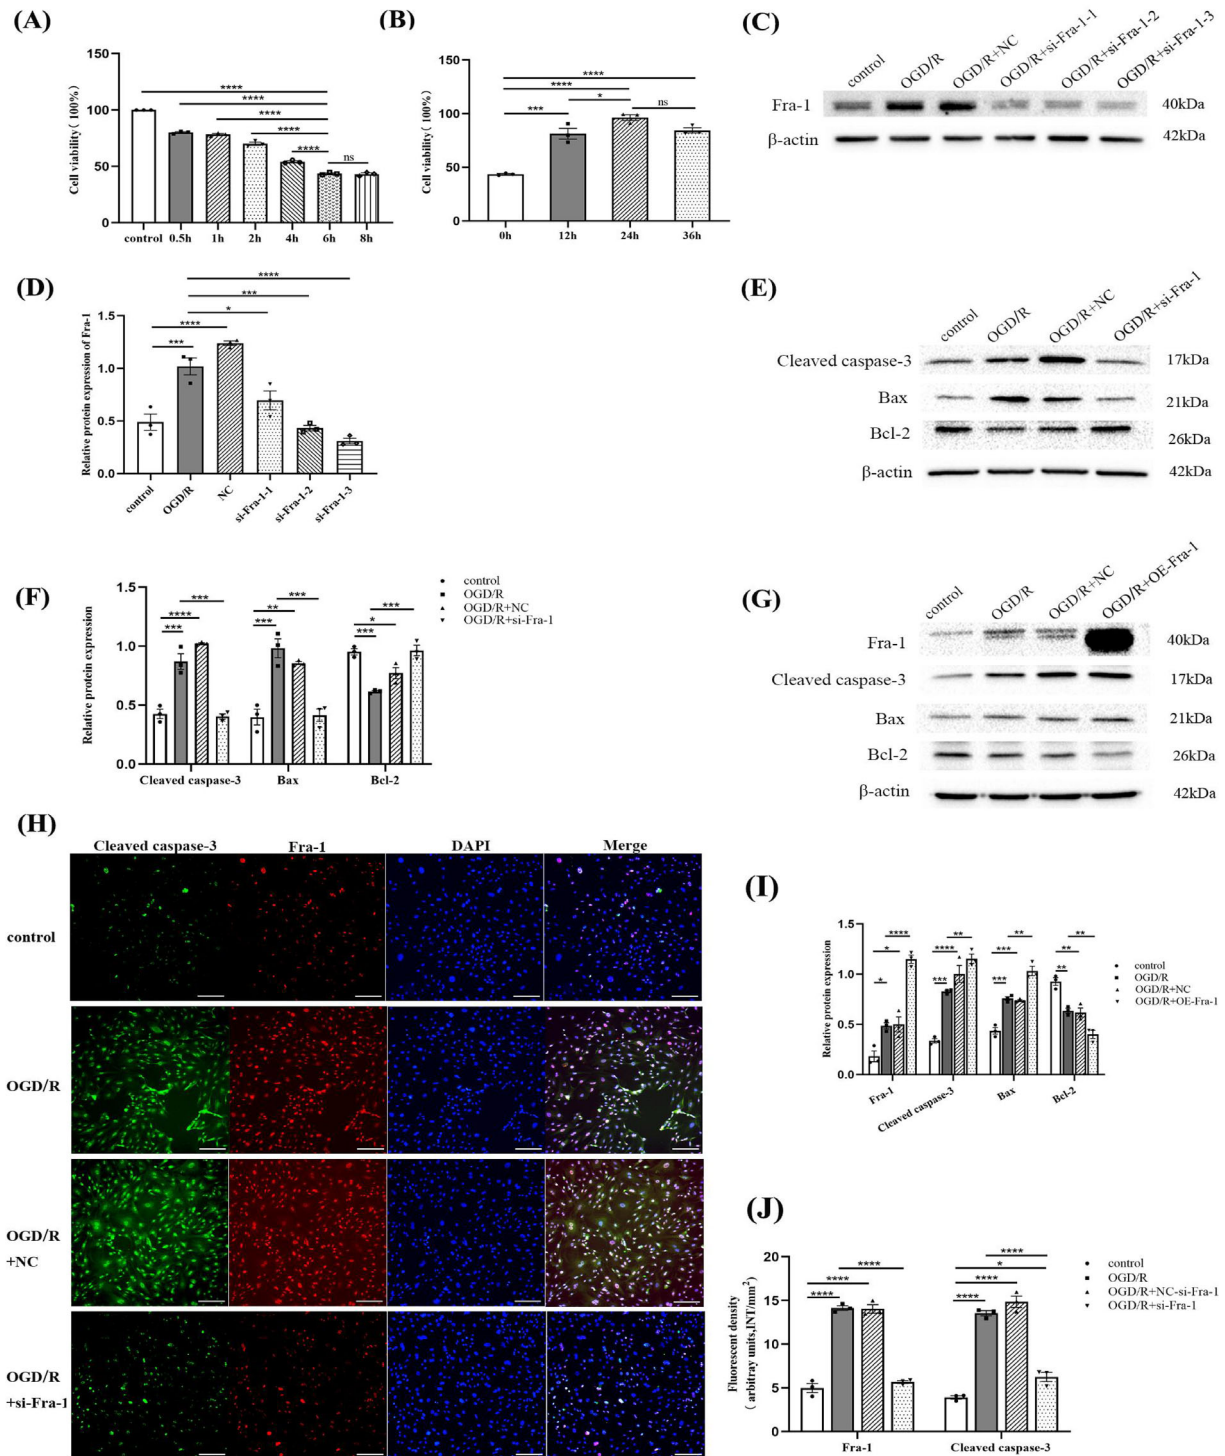 (A)
Cell viability( 100%)
150
100
50
0
****
****
****
****
****
ns
control 0.5h 1h 2h 4h 6h 8h
(B)
Cell viability( 100%)
150
100
50
0
****
****
*
***
ns
0h 12h 24h 36h
(C)
control OGD/R OGD/R+NC OGD/R+si-Fra-1-1 OGD/R+si-Fra-1-2 OGD/R+si-Fra-1-3
Fra-1 40kDa
β-actin 42kDa
(D)
Relative protein expression of Fra-1
1.5
1.0
0.5
0.0
****
***
*
****
***
control OGD/R NC si-Fra-1-1 si-Fra-1-2 si-Fra-1-3
(E)
control OGD/R OGD/R+NC OGD/R+si-Fra-1
Cleaved caspase-3 17kDa
Bax 21kDa
Bcl-2 26kDa
β-actin 42kDa
(F)
Relative protein expression
1.5
1.0
0.5
0.0
*** *** ***
**** ** *
*** *** ***
Cleaved caspase-3 Bax Bcl-2
control
OGD/R
OGD/R+NC
OGD/R+si-Fra-1
(G)
control OGD/R OGD/R+NC OGD/R+OE-Fra-1
Fra-1 40kDa
Cleaved caspase-3 17kDa
Bax 21kDa
Bcl-2 26kDa
β-actin 42kDa
(H)
Cleaved caspase-3 Fra-1 DAPI Merge
control
OGD/R
OGD/R
+NC
OGD/R
+si-Fra-1
(I)
Relative protein expression
1.5
1.0
0.5
0.0
**** ** ** **
* **** *** **
* *** *** **
Fra-1 Cleaved caspase-3 Bax Bcl-2
control
OGD/R
OGD/R+NC
OGD/R+OE-Fra-1
(J)
Fluorescent density
( arbitray units,INT/mm²)
20
15
10
5
0
****
**** *
**** ****
****
****
Fra-1 Cleaved caspase-3
control
OGD/R
OGD/R+NC-si-Fra-1
OGD/R+si-Fra-1